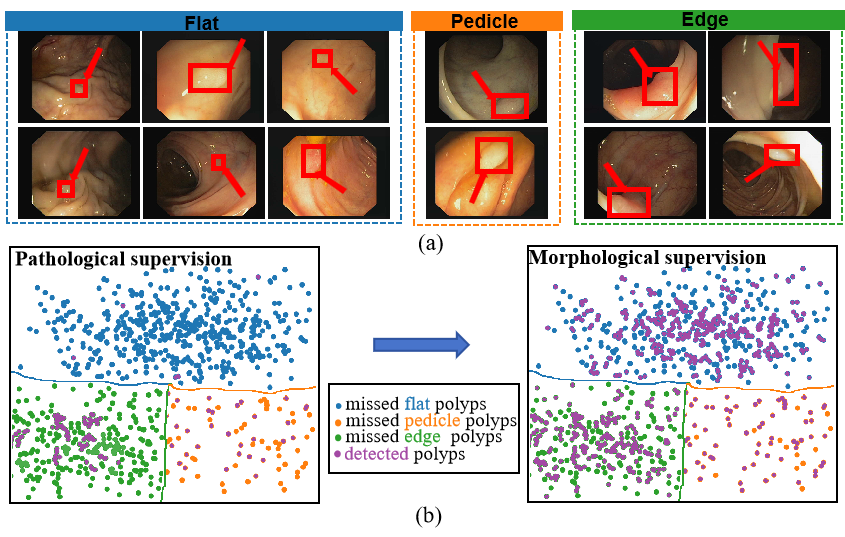 Flat
Pedicle
Edge
(a)
Pathological supervision
Morphological supervision
missed flat polyps
missed pedicle polyps
missed edge polyps
detected polyps
(b)